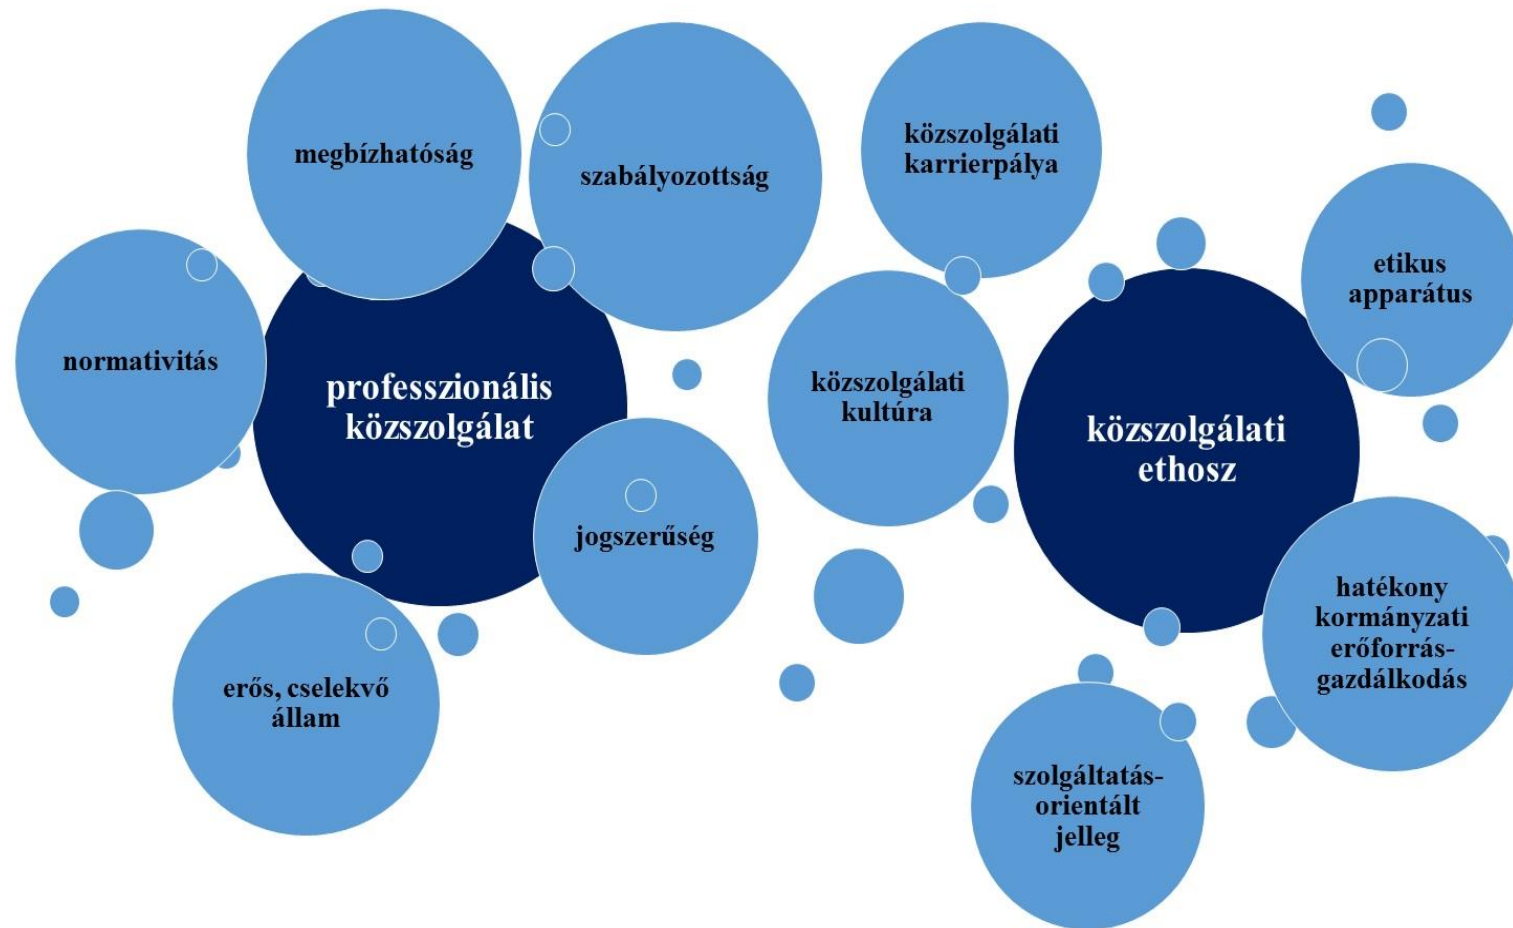 megbízhatóság
szabályozottság
normativitás
professzionális
közszolgálat
jogszerűség
erős, cselekvő
állam
közszolgálati
karrierpálya
közszolgálati
kultúra
etikus
apparátus
közszolgálati
ethosz
hatékony
kormányzati
erőforrás-
gazdálkodás
szolgáltatás-
orientált
jelleg